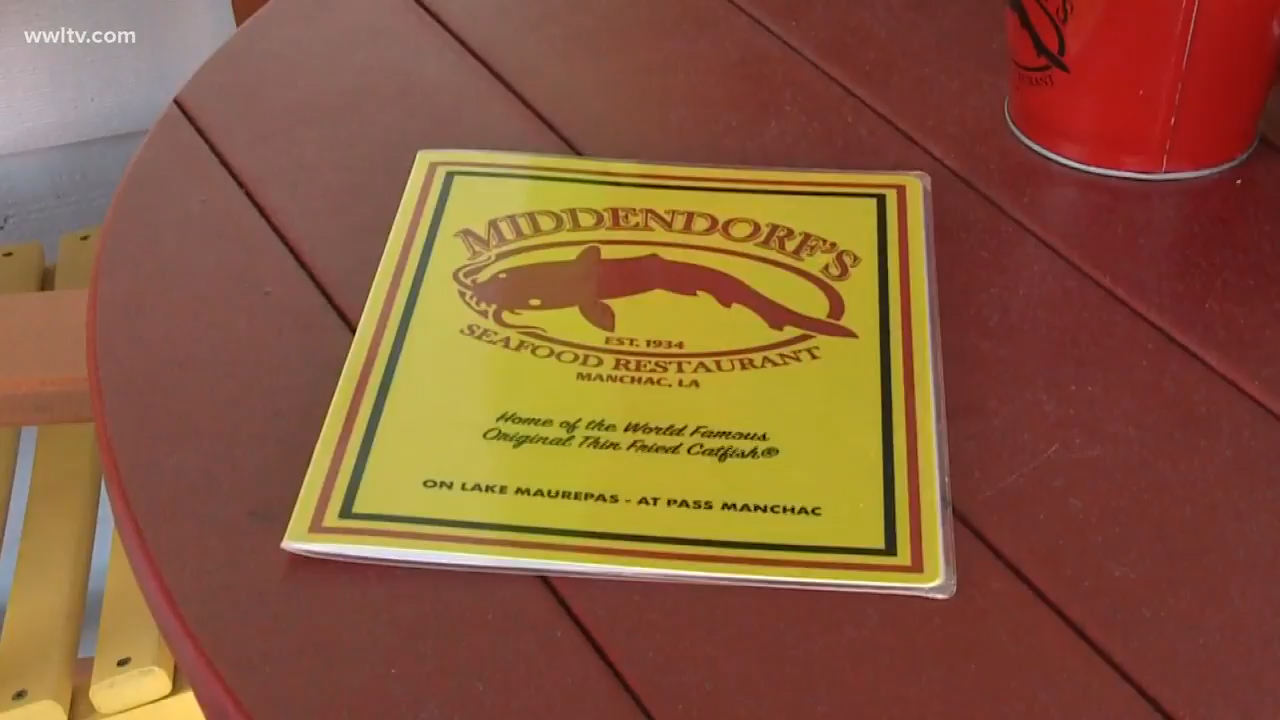 wwltv.com
MIDDENDORF'S
EST. 1934
SEAFOOD RESTAURANT
MANCHAC, LA
Home of the World Famous
Original Thin Fried Catfish®
ON LAKE MAUREPAS - AT PASS MANCHAC